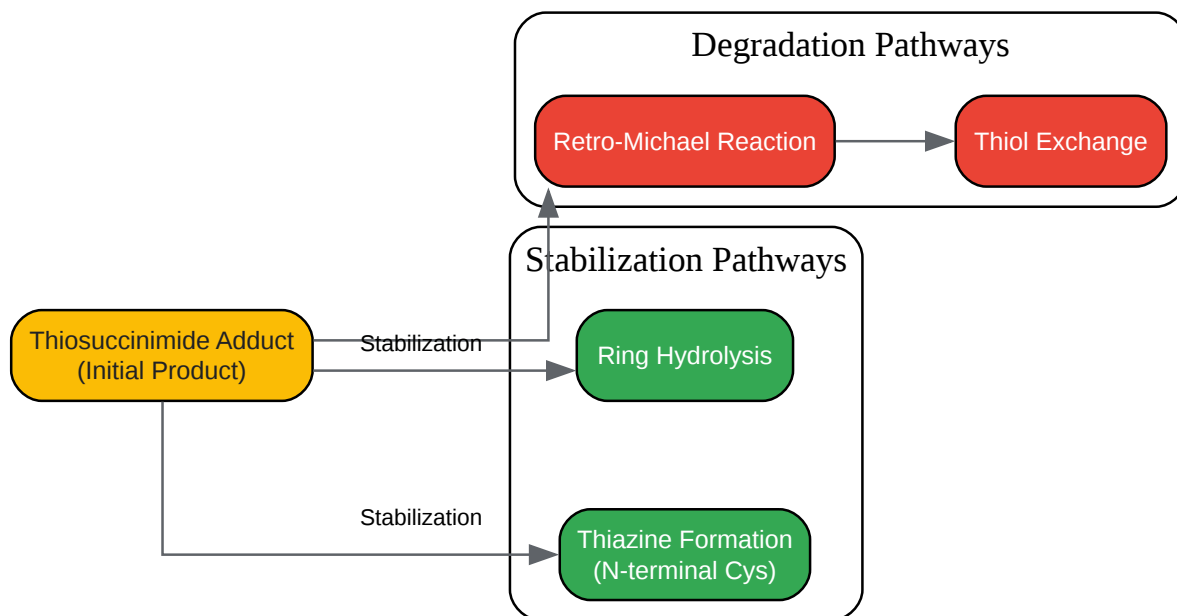 Degradation Pathways
Retro-Michael Reaction
Thiol Exchange
Stabilization Pathways
Thiosuccinimide Adduct
(Initial Product)
Stabilization
Ring Hydrolysis
Stabilization
Thiazine Formation
(N-terminal Cys)